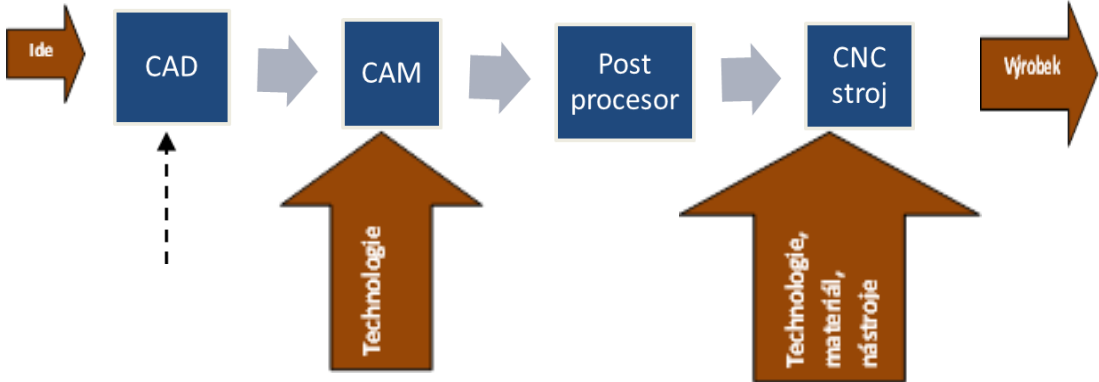 Ide
CAD
CAM
Post
procesor
CNC
stroj
Výrobek
Technologie
Technologie,
materiál,
nástroje